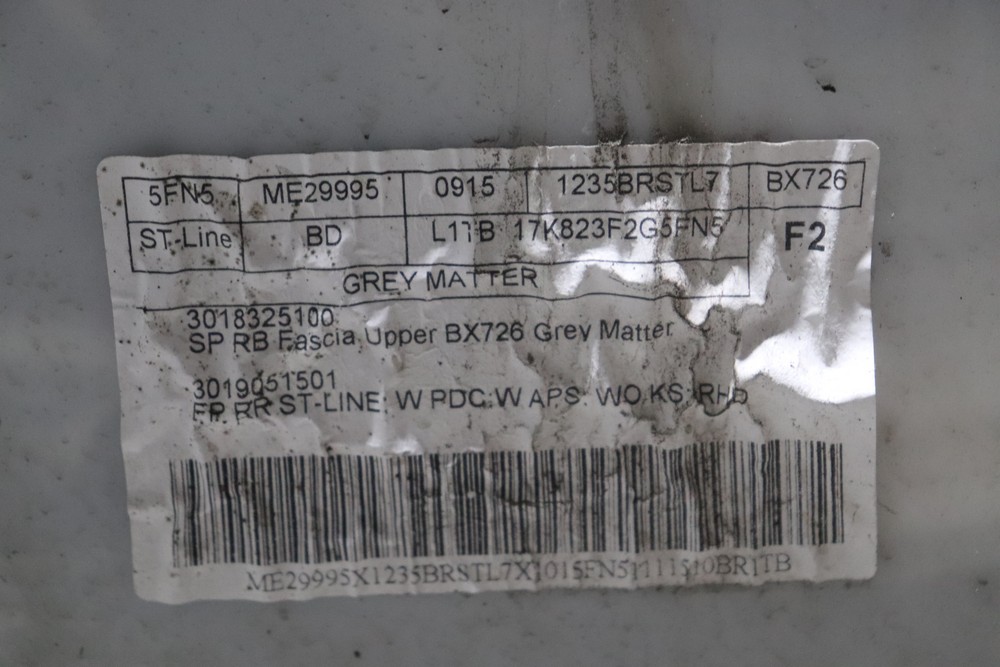 5FN5 ME29995 0915 1235BRSTL7 BX726
ST-Line BD L1TB 17K823F2G5FN5 F2
GREY MATTER
3018325100
SP RB Fascia Upper BX726 Grey Matter
3019051501
FP RR ST-LINE: W PDC:W APS: WO KS: RHD
ME29995X1235BRSTL7X1015FN51111510BR1TB